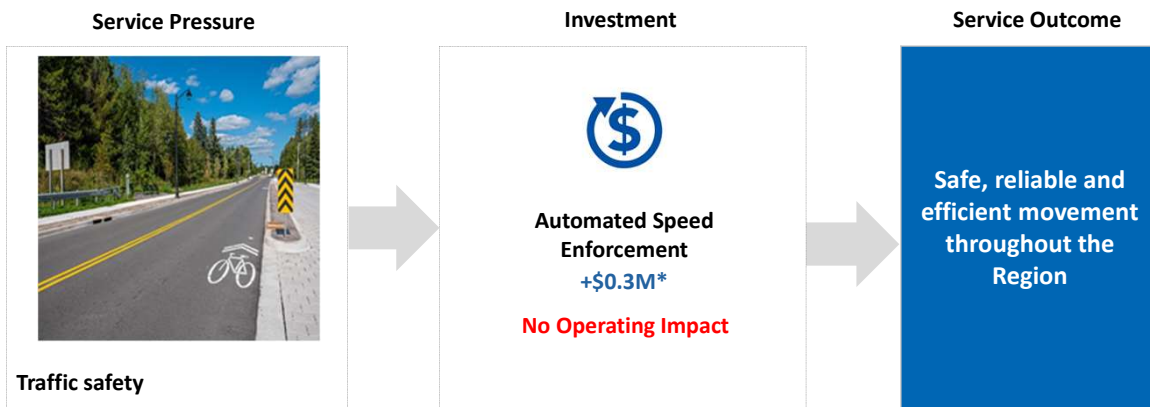 Service Pressure
Investment
Service Outcome
Traffic safety
$
Automated Speed
Enforcement
+$0.3M*
No Operating Impact
Safe, reliable and
efficient movement
throughout the
Region